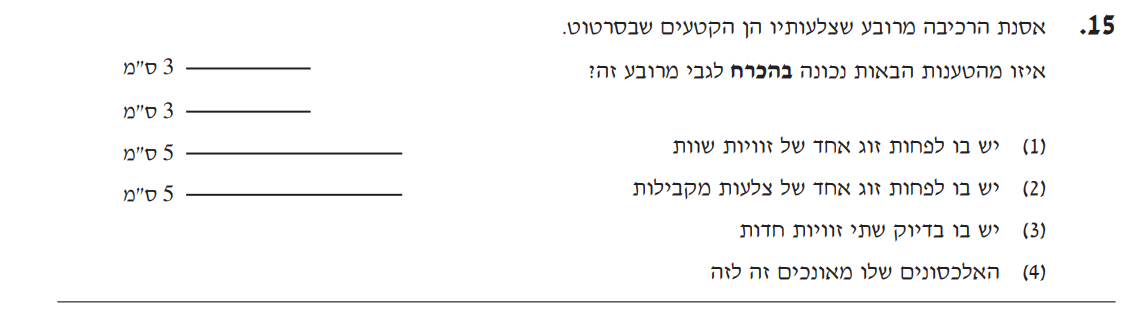 15. אסנת הרכיבה מרובע שצלעותיו הן הקטעים שבסרטוט.
איזו מהטענות הבאות נכונה בהכרח לגבי מרובע זה?
3 ס"מ
3 ס"מ
5 ס"מ
5 ס"מ
(1) יש בו לפחות זוג אחד של זוויות שוות
(2) יש בו לפחות זוג אחד של צלעות מקבילות
(3) יש בו בדיוק שתי זוויות חדות
(4) האלכסונים שלו מאונכים זה לזה